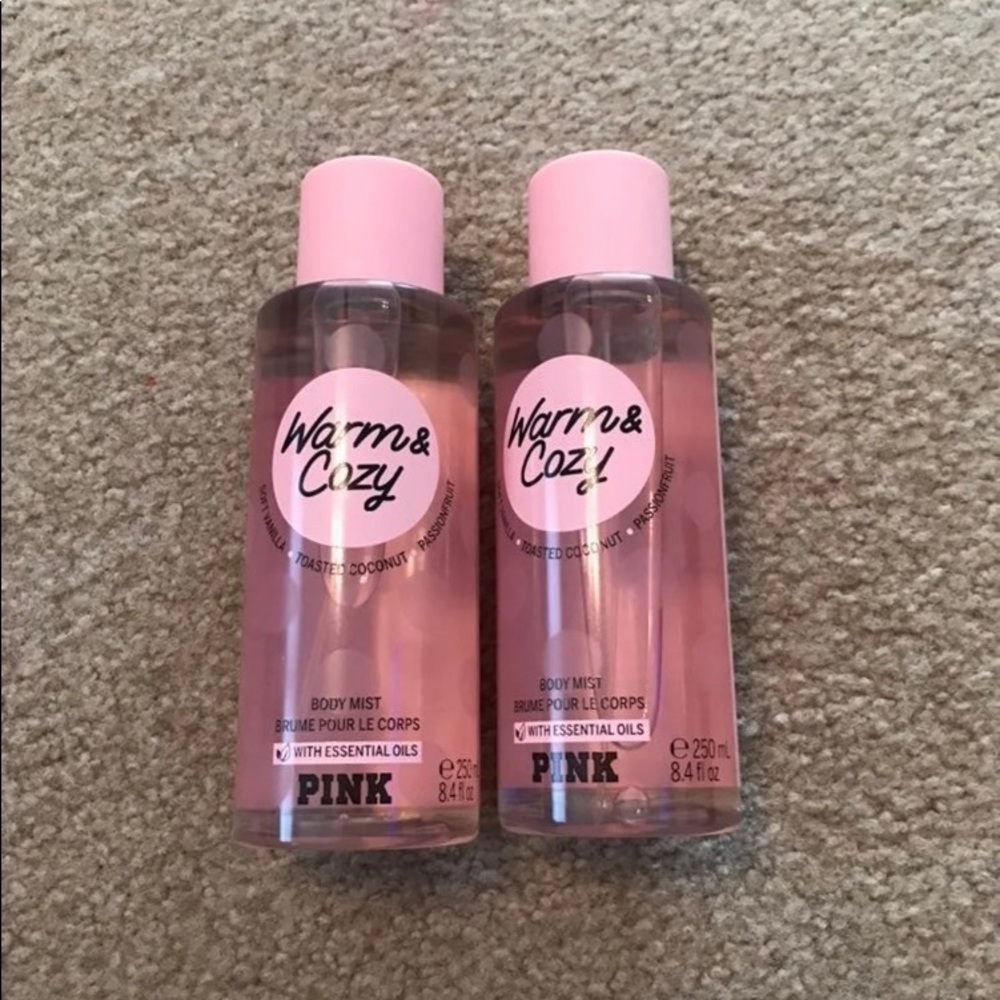 Warm &
Cozy
SOFT VANILLA • TOASTED COCONUT • PASSIONFRUIT
BODY MIST
BRUME POUR LE CORPS
WITH ESSENTIAL OILS
PINK
e 250 m
8.4 fl oz
Warm &
Cozy
VANILLA • TOASTED COCONUT • PASSIONFRUIT
BODY MIST
BRUME POUR LE CORPS
WITH ESSENTIAL OILS
PINK
e 250 mL
8.4 fl oz